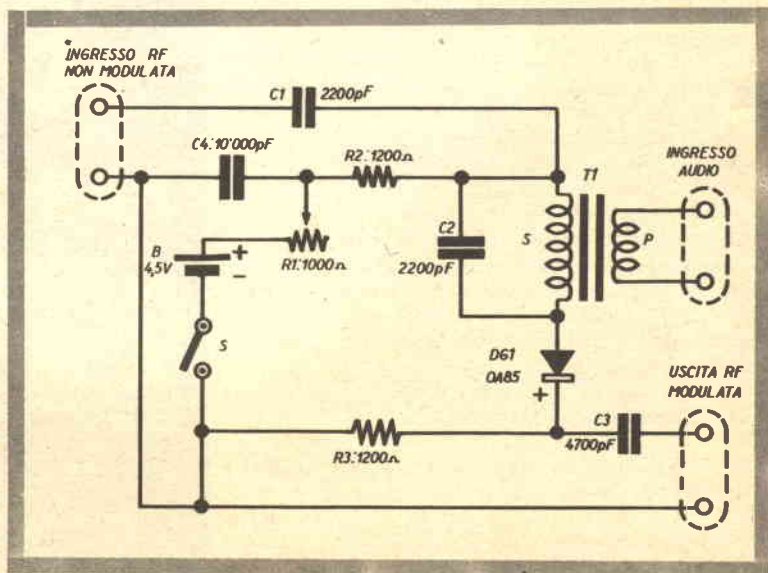 INGRESSO RF
NON MODULATA
C1
2200pF
C4:10'000pF
R2:1200Ω
T1
INGRESSO
AUDIO
B
4,5V
+
-
R1:1000Ω
C2
2200pF
S
P
S
DG1
OA85
+
USCITA RF
MODULATA
C3
4700pF
R3:1200Ω